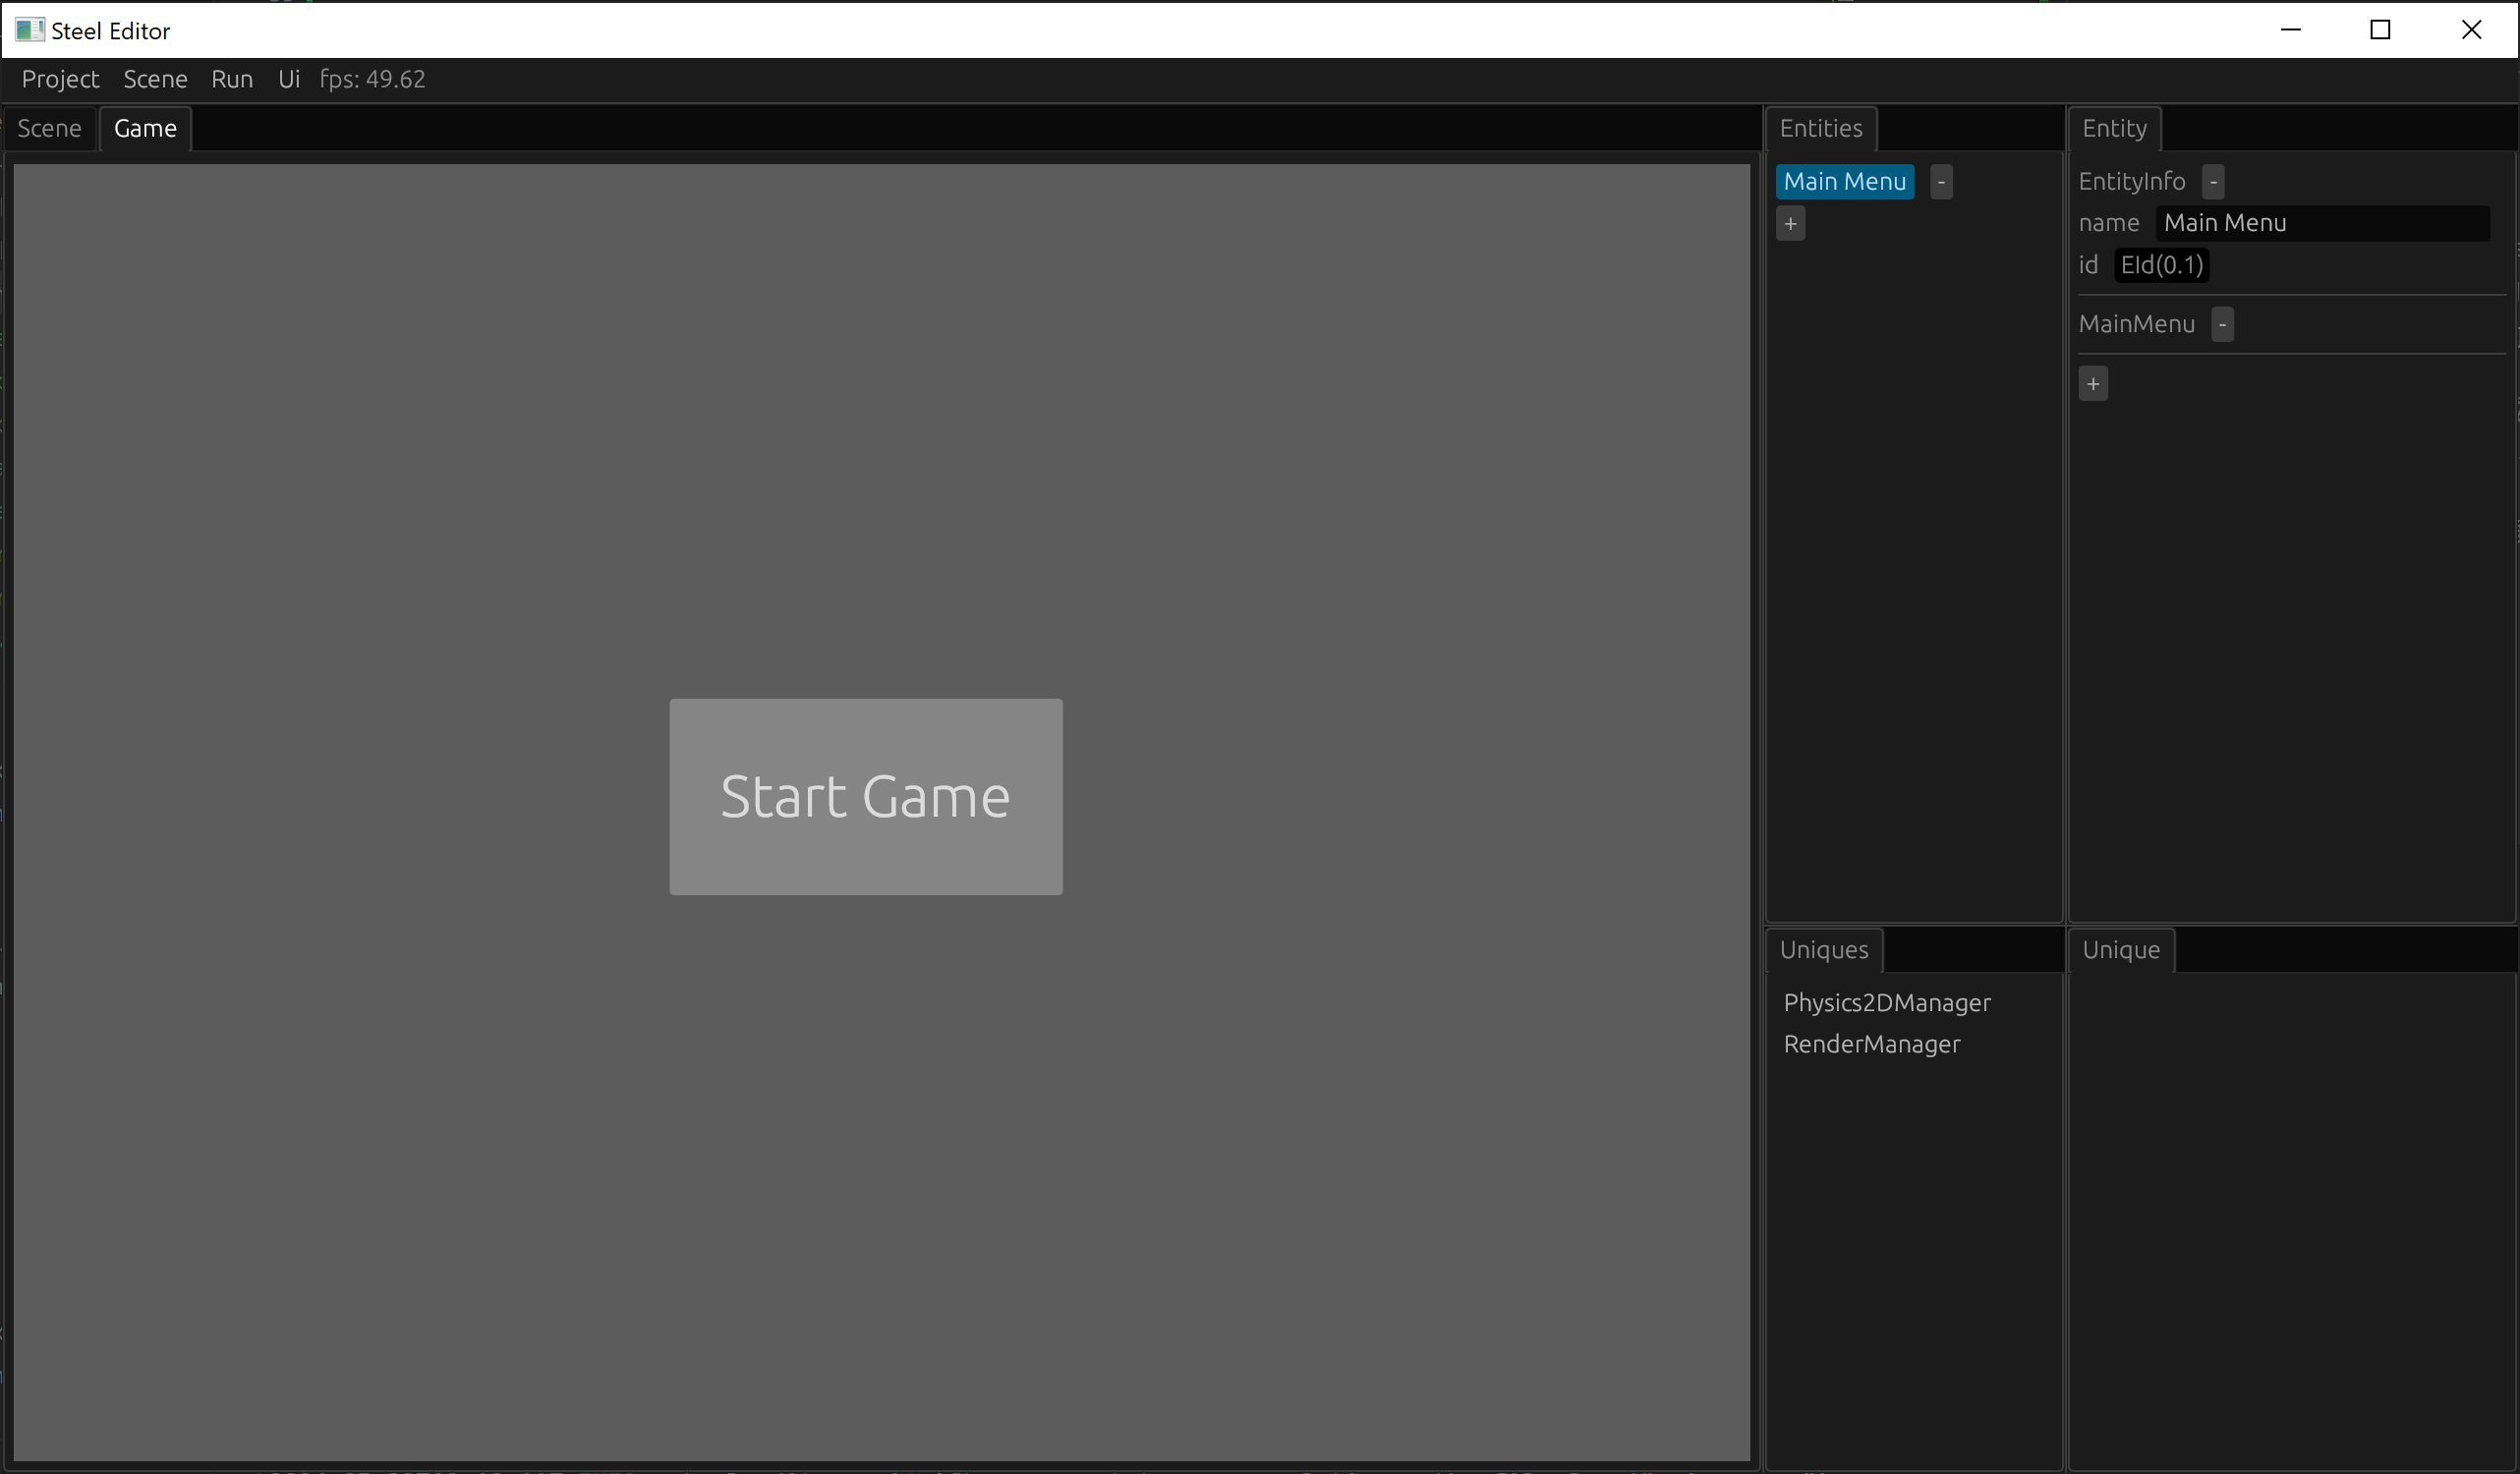 Steel Editor
Project Scene Run Ui fps: 49.62
Scene Game
Start Game
Entities
Main Menu -
+
Entity
EntityInfo -
name Main Menu
id EId(0.1)
MainMenu -
+
Uniques
Physics2DManager
RenderManager
Unique